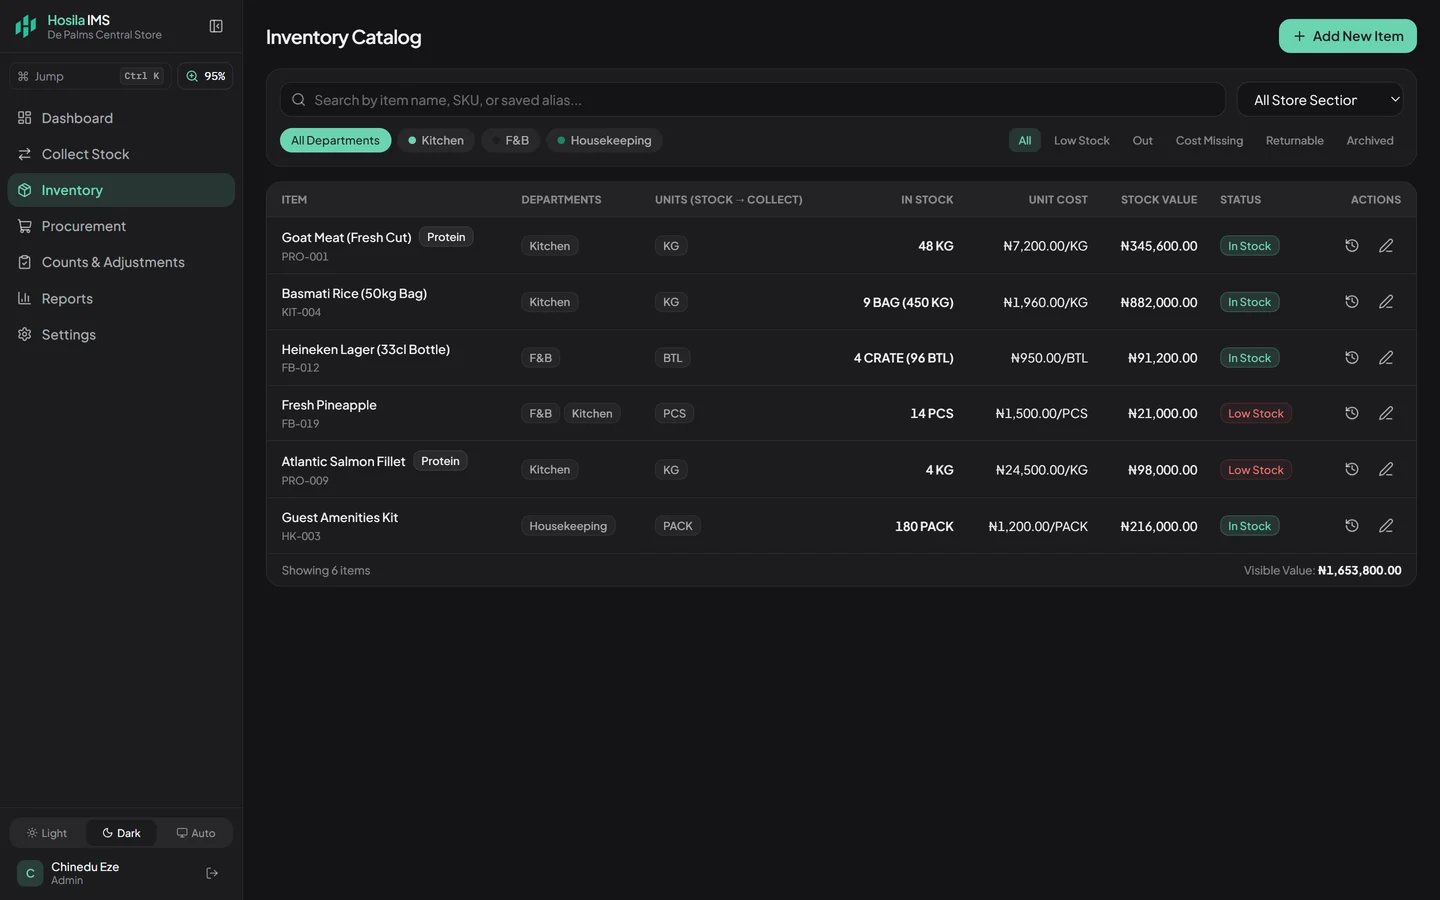 Hosila IMS
De Palms Central Store
⌘ Jump Ctrl K
95%
Dashboard
Collect Stock
Inventory
Procurement
Counts & Adjustments
Reports
Settings
Light Dark Auto
C
Chinedu Eze
Admin
Inventory Catalog
+ Add New Item
Search by item name, SKU, or saved alias...
All Store Section
All Departments Kitchen F&B Housekeeping
All Low Stock Out Cost Missing Returnable Archived
ITEM DEPARTMENTS UNITS (STOCK → COLLECT) IN STOCK UNIT COST STOCK VALUE STATUS ACTIONS
Goat Meat (Fresh Cut) Protein
PRO-001
Kitchen KG 48 KG ₦7,200.00/KG ₦345,600.00 In Stock
Basmati Rice (50kg Bag)
KIT-004
Kitchen KG 9 BAG (450 KG) ₦1,960.00/KG ₦882,000.00 In Stock
Heineken Lager (33cl Bottle)
FB-012
F&B BTL 4 CRATE (96 BTL) ₦950.00/BTL ₦91,200.00 In Stock
Fresh Pineapple
FB-019
F&B Kitchen PCS 14 PCS ₦1,500.00/PCS ₦21,000.00 Low Stock
Atlantic Salmon Fillet Protein
PRO-009
Kitchen KG 4 KG ₦24,500.00/KG ₦98,000.00 Low Stock
Guest Amenities Kit
HK-003
Housekeeping PACK 180 PACK ₦1,200.00/PACK ₦216,000.00 In Stock
Showing 6 items
Visible Value: ₦1,653,800.00